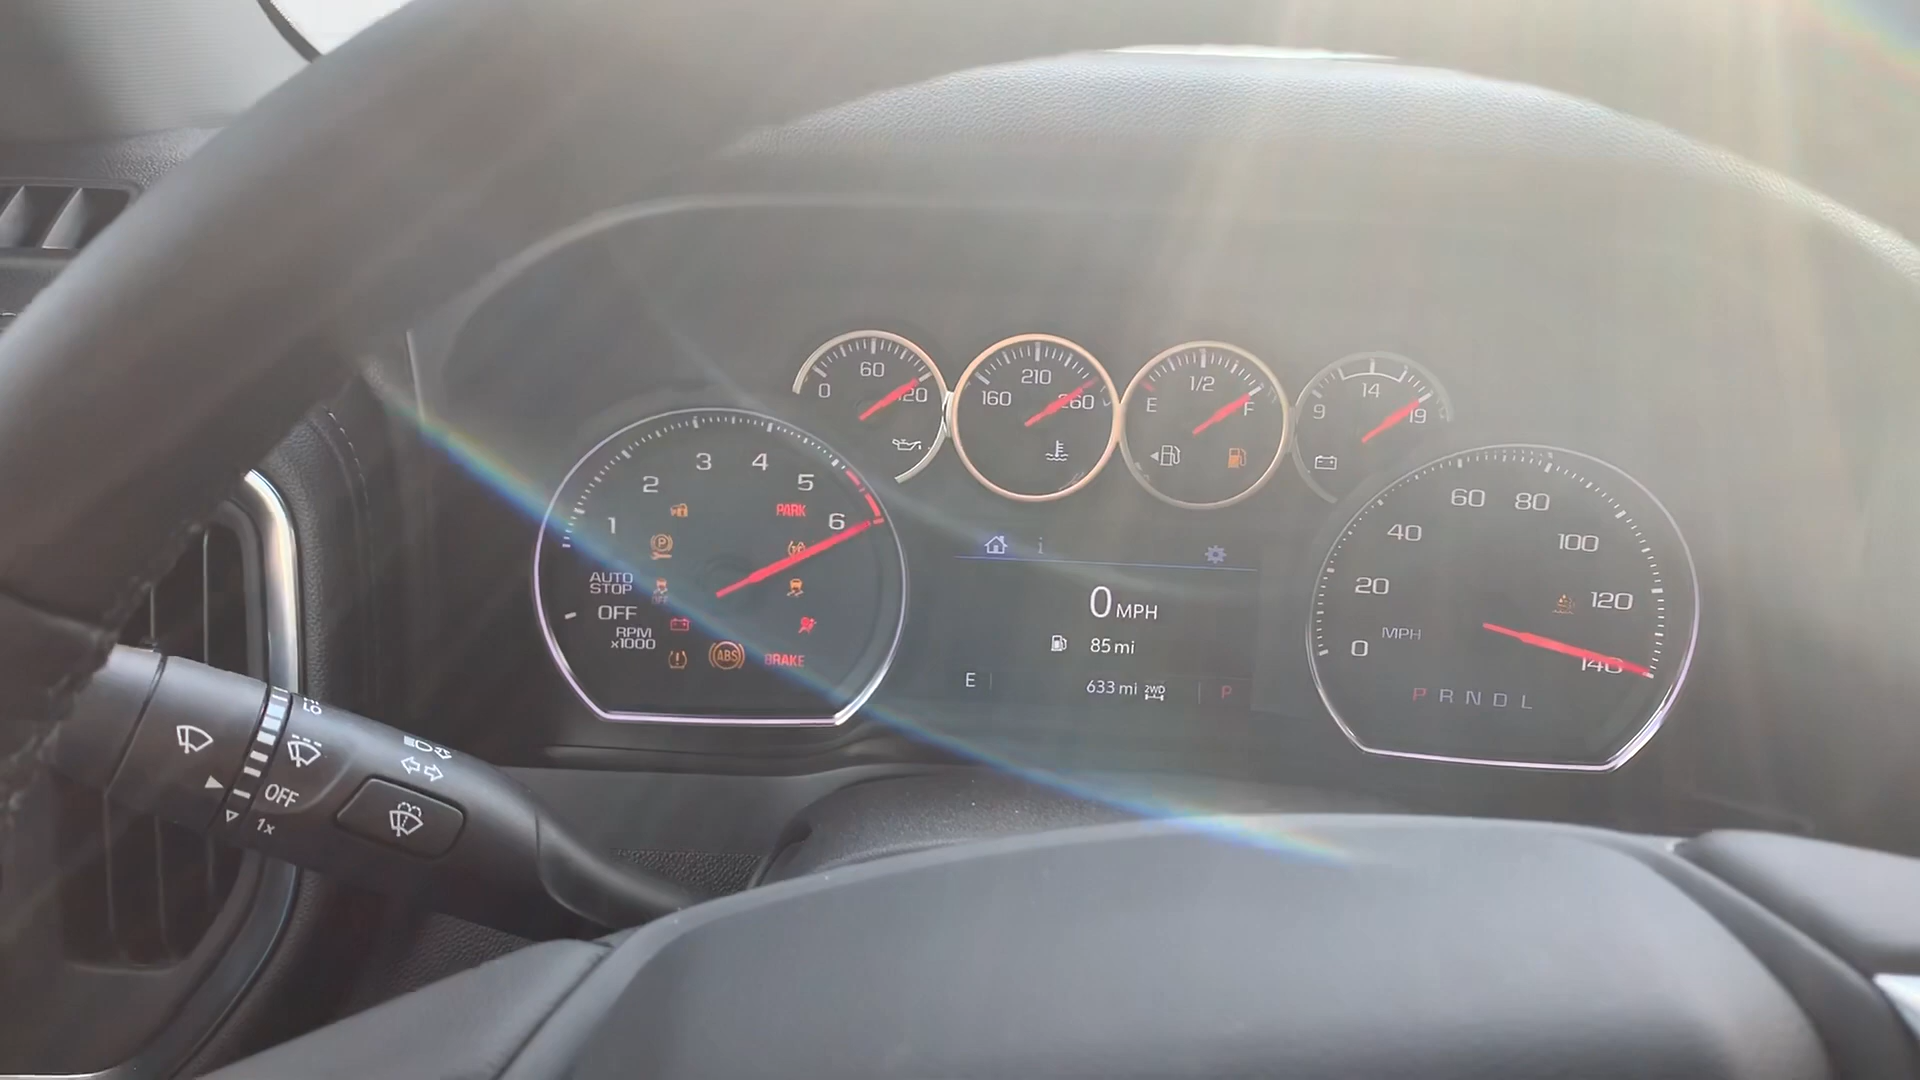 0 60 120
160 210 260
E 1/2 F
9 14 19
1 2 3 4 5 6
PARK
P
AUTO
STOP
OFF
OFF
RPM
x1000
ABS
BRAKE
i
0 MPH
85 mi
E
633 mi 2WD
P
0 20 40 60 80 100 120 140
MPH
P R N D L
OFF
1x